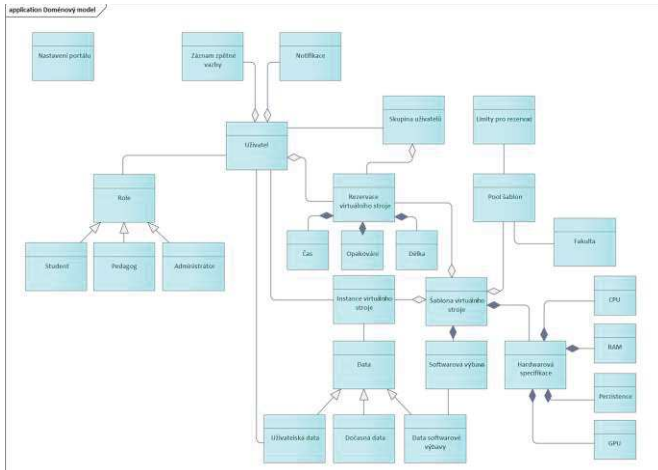 application Doménový model
Nastavení portálu
Záznam zpětné
vazby
Notifikace
Uživatel
Skupina uživatelů
Limity pro rezervac
Role
Rezervace
virtuálního stroje
Pool šablon
Fakulta
Student
Pedagog
Administrátor
Čas
Opakování
Délka
Instance virtuálního
stroje
Šablona virtuálního
stroje
CPU
RAM
Data
Softwarová výbava
Hardwarová
specifikace
Perzistence
Uživatelská data
Dočasná data
Data softwarové
výbavy
GPU